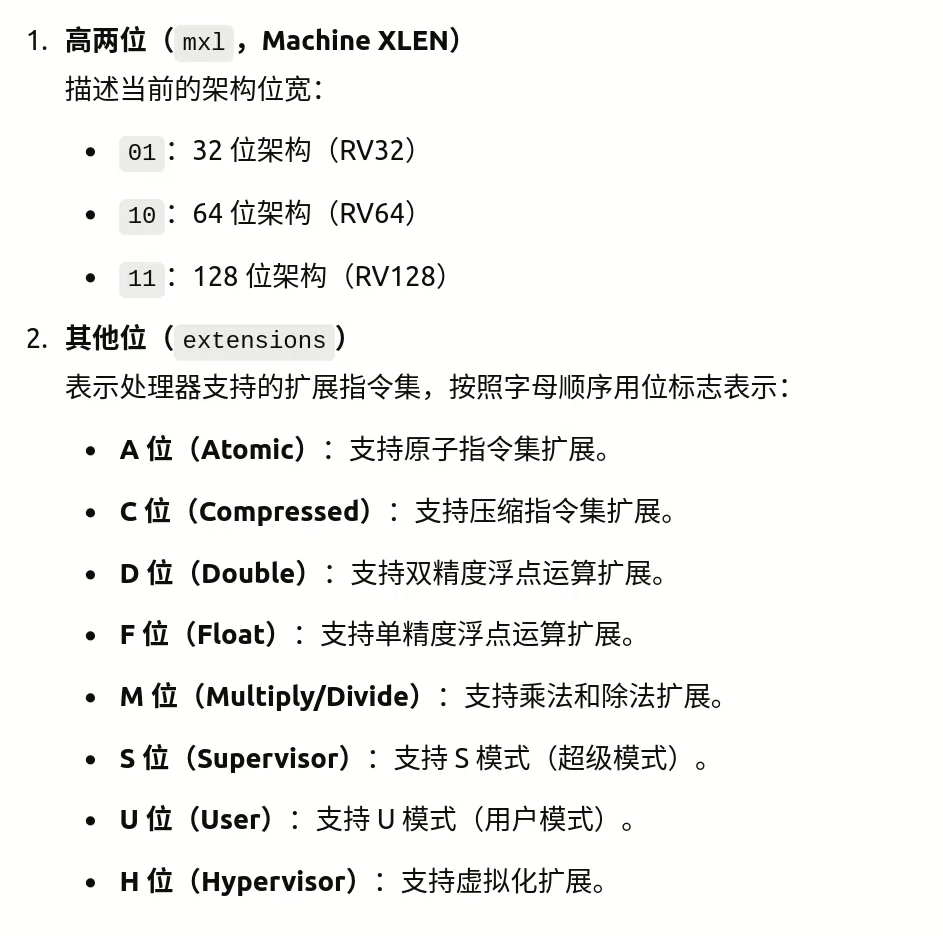 1. 高两位（mxl，Machine XLEN）
描述当前的架构位宽：
• 01：32 位架构（RV32）
• 10：64 位架构（RV64）
• 11：128 位架构（RV128）
2. 其他位（extensions）
表示处理器支持的扩展指令集，按照字母顺序用位标志表示：
• A 位（Atomic）：支持原子指令集扩展。
• C 位（Compressed）：支持压缩指令集扩展。
• D 位（Double）：支持双精度浮点运算扩展。
• F 位（Float）：支持单精度浮点运算扩展。
• M 位（Multiply/Divide）：支持乘法和除法扩展。
• S 位（Supervisor）：支持 S 模式（超级模式）。
• U 位（User）：支持 U 模式（用户模式）。
• H 位（Hypervisor）：支持虚拟化扩展。